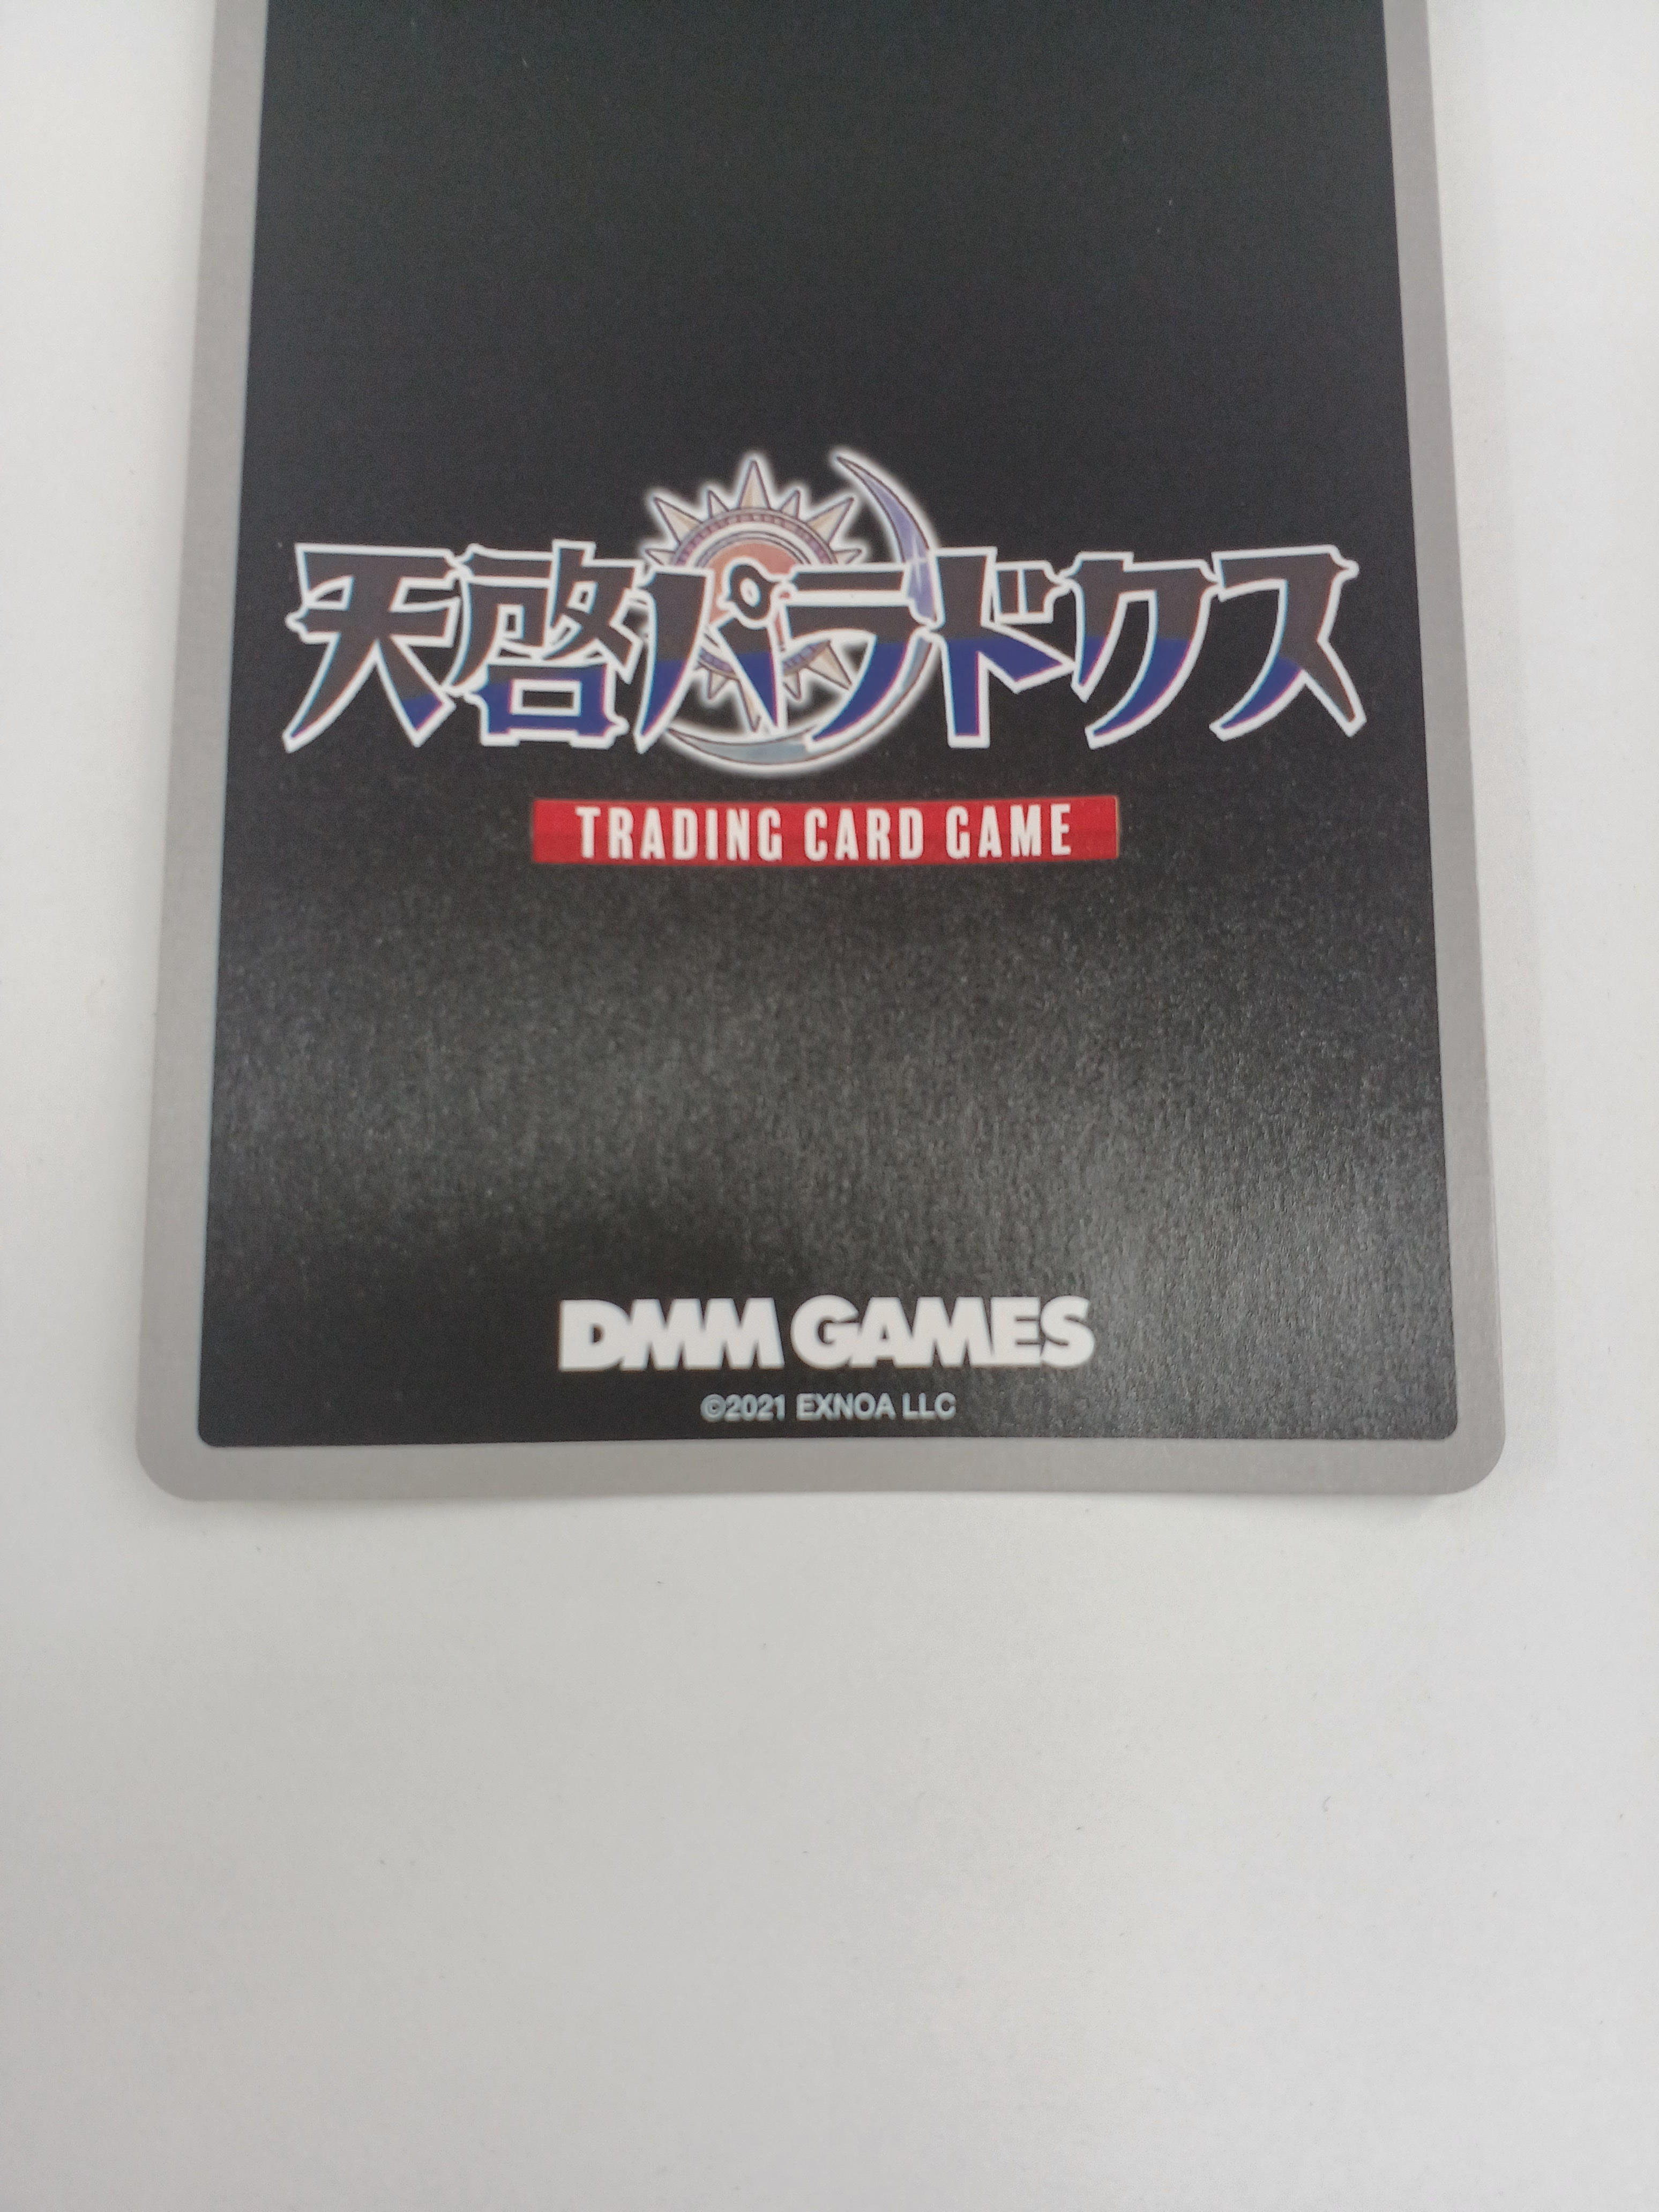 天啓パラドクス
TRADING CARD GAME
DMM GAMES
©2021 EXNOA LLC